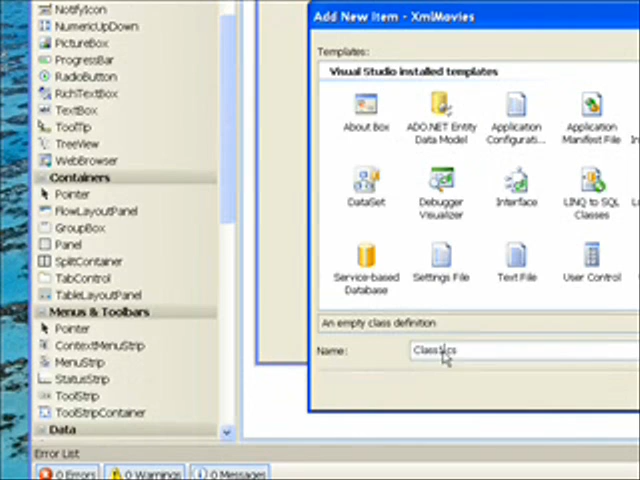 NotifyIcon
NumericUpDown
PictureBox
ProgressBar
RadioButton
RichTextBox
TextBox
ToolTip
TreeView
WebBrowser
Containers
Pointer
FlowLayoutPanel
GroupBox
Panel
SplitContainer
TabControl
TableLayoutPanel
Menus & Toolbars
Pointer
ContextMenuStrip
MenuStrip
StatusStrip
ToolStrip
ToolStripContainer
Data
Error List
0 Errors
0 Warnings
0 Messages
Add New Item - XmlMovies
Templates:
Visual Studio installed templates
About Box
ADO.NET Entity
Data Model
Application
Configurati...
Application
Manifest File
DataSet
Debugger
Visualizer
Interface
LINQ to SQL
Classes
Service-based
Database
Settings File
Text File
User Control
An empty class definition
Name:
Class1.cs